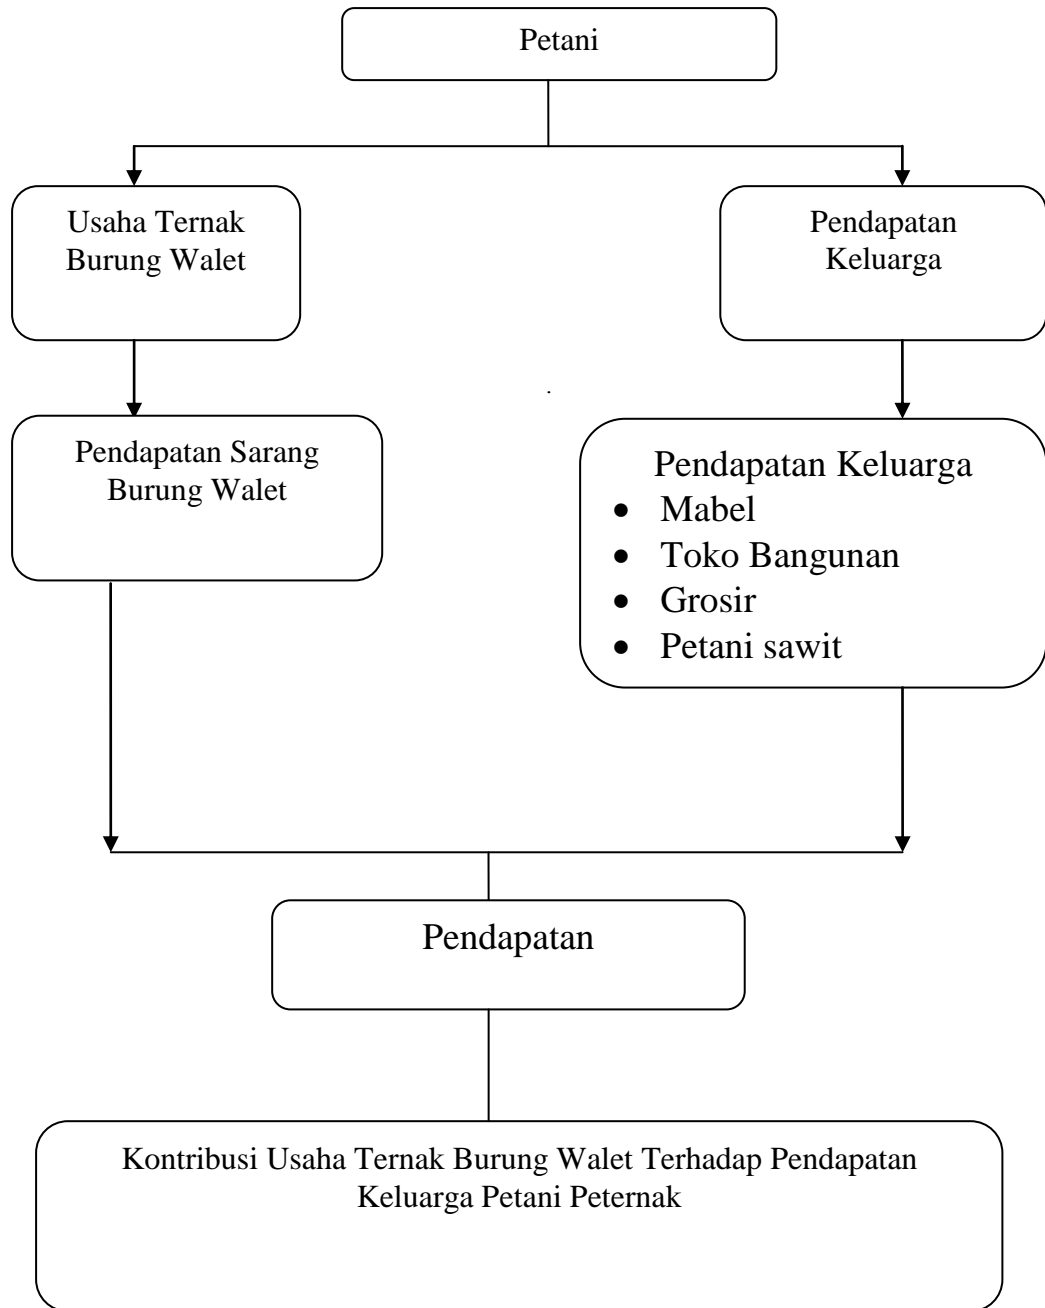 Petani
Usaha Ternak
Burung Walet
Pendapatan
Keluarga
Pendapatan Sarang
Burung Walet
Pendapatan Keluarga
• Mabel
• Toko Bangunan
• Grosir
• Petani sawit
Pendapatan
Kontribusi Usaha Ternak Burung Walet Terhadap Pendapatan
Keluarga Petani Peternak